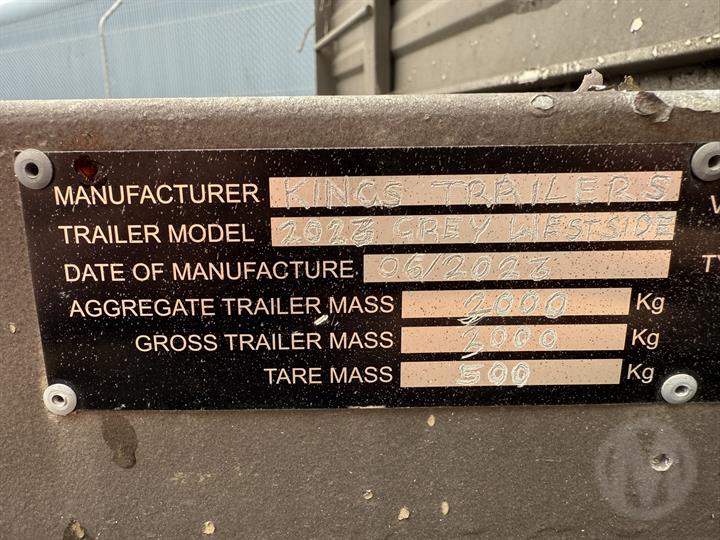 MANUFACTURER KINGS TRAILERS
TRAILER MODEL 2023 GREY WESTSIDE
DATE OF MANUFACTURE 06/2023
AGGREGATE TRAILER MASS 2000 Kg
GROSS TRAILER MASS 2000 Kg
TARE MASS 500 Kg
V
TY
M